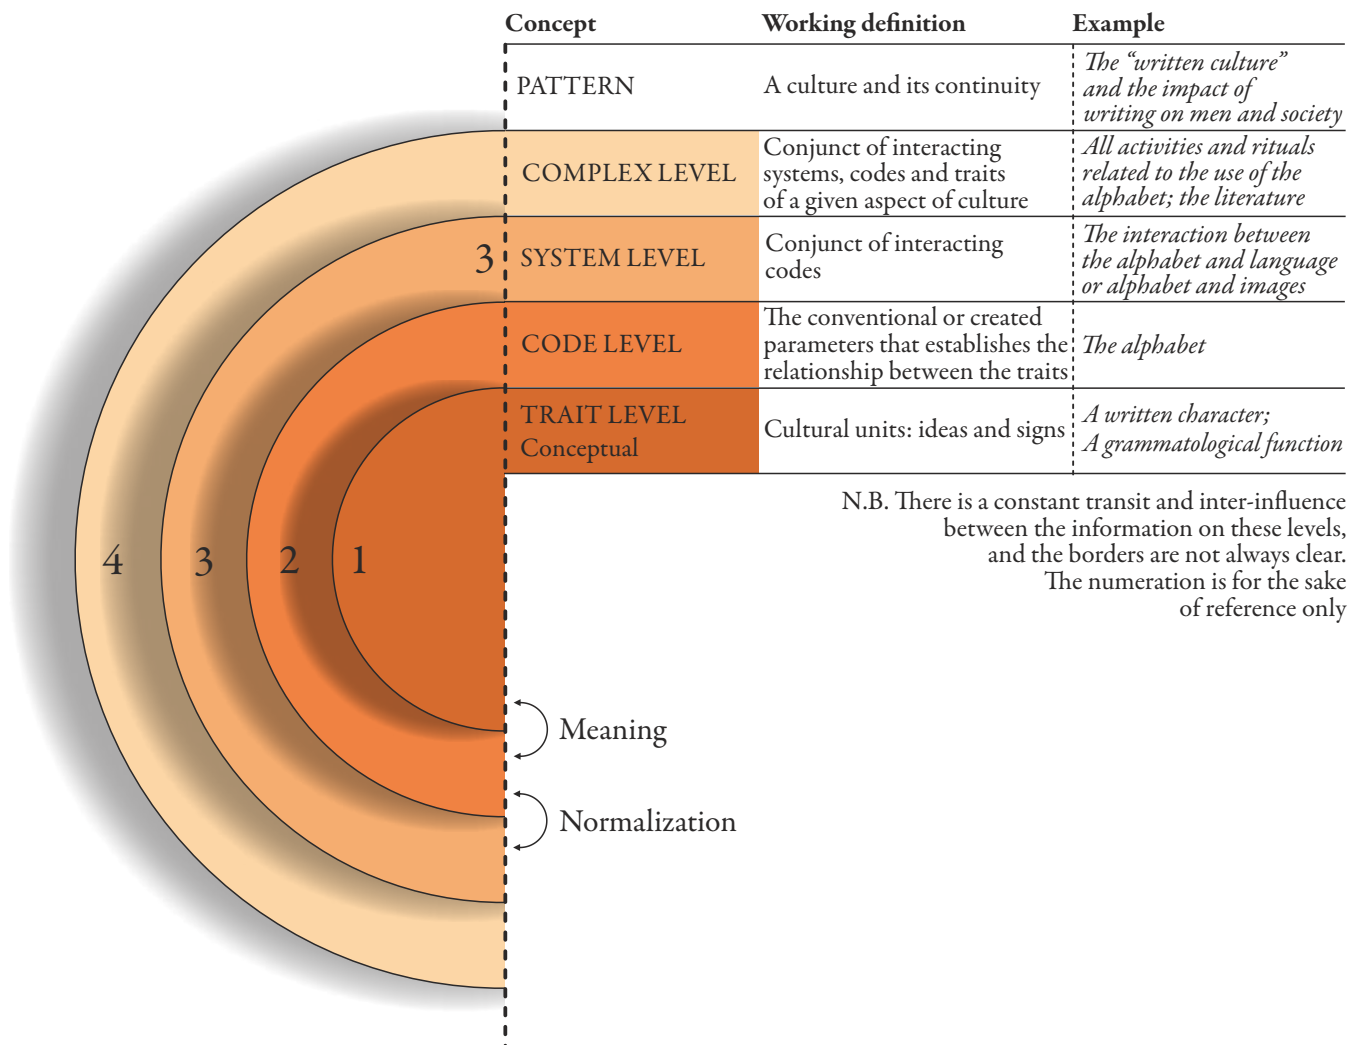 Concept Working definition Example
PATTERN
A culture and its continuity
The “written culture”
and the impact of
writing on men and society
COMPLEX LEVEL
Conjunct of interacting
systems, codes and traits
of a given aspect of culture
All activities and rituals
related to the use of the
alphabet; the literature
3
SYSTEM LEVEL
Conjunct of interacting
codes
The interaction between
the alphabet and language
or alphabet and images
CODE LEVEL
The conventional or created
parameters that establishes the
relationship between the traits
The alphabet
TRAIT LEVEL
Conceptual
Cultural units: ideas and signs
A written character;
A grammatological function
N.B. There is a constant transit and inter-influence
between the information on these levels,
and the borders are not always clear.
The numeration is for the sake
of reference only
4 3 2 1
Meaning
Normalization